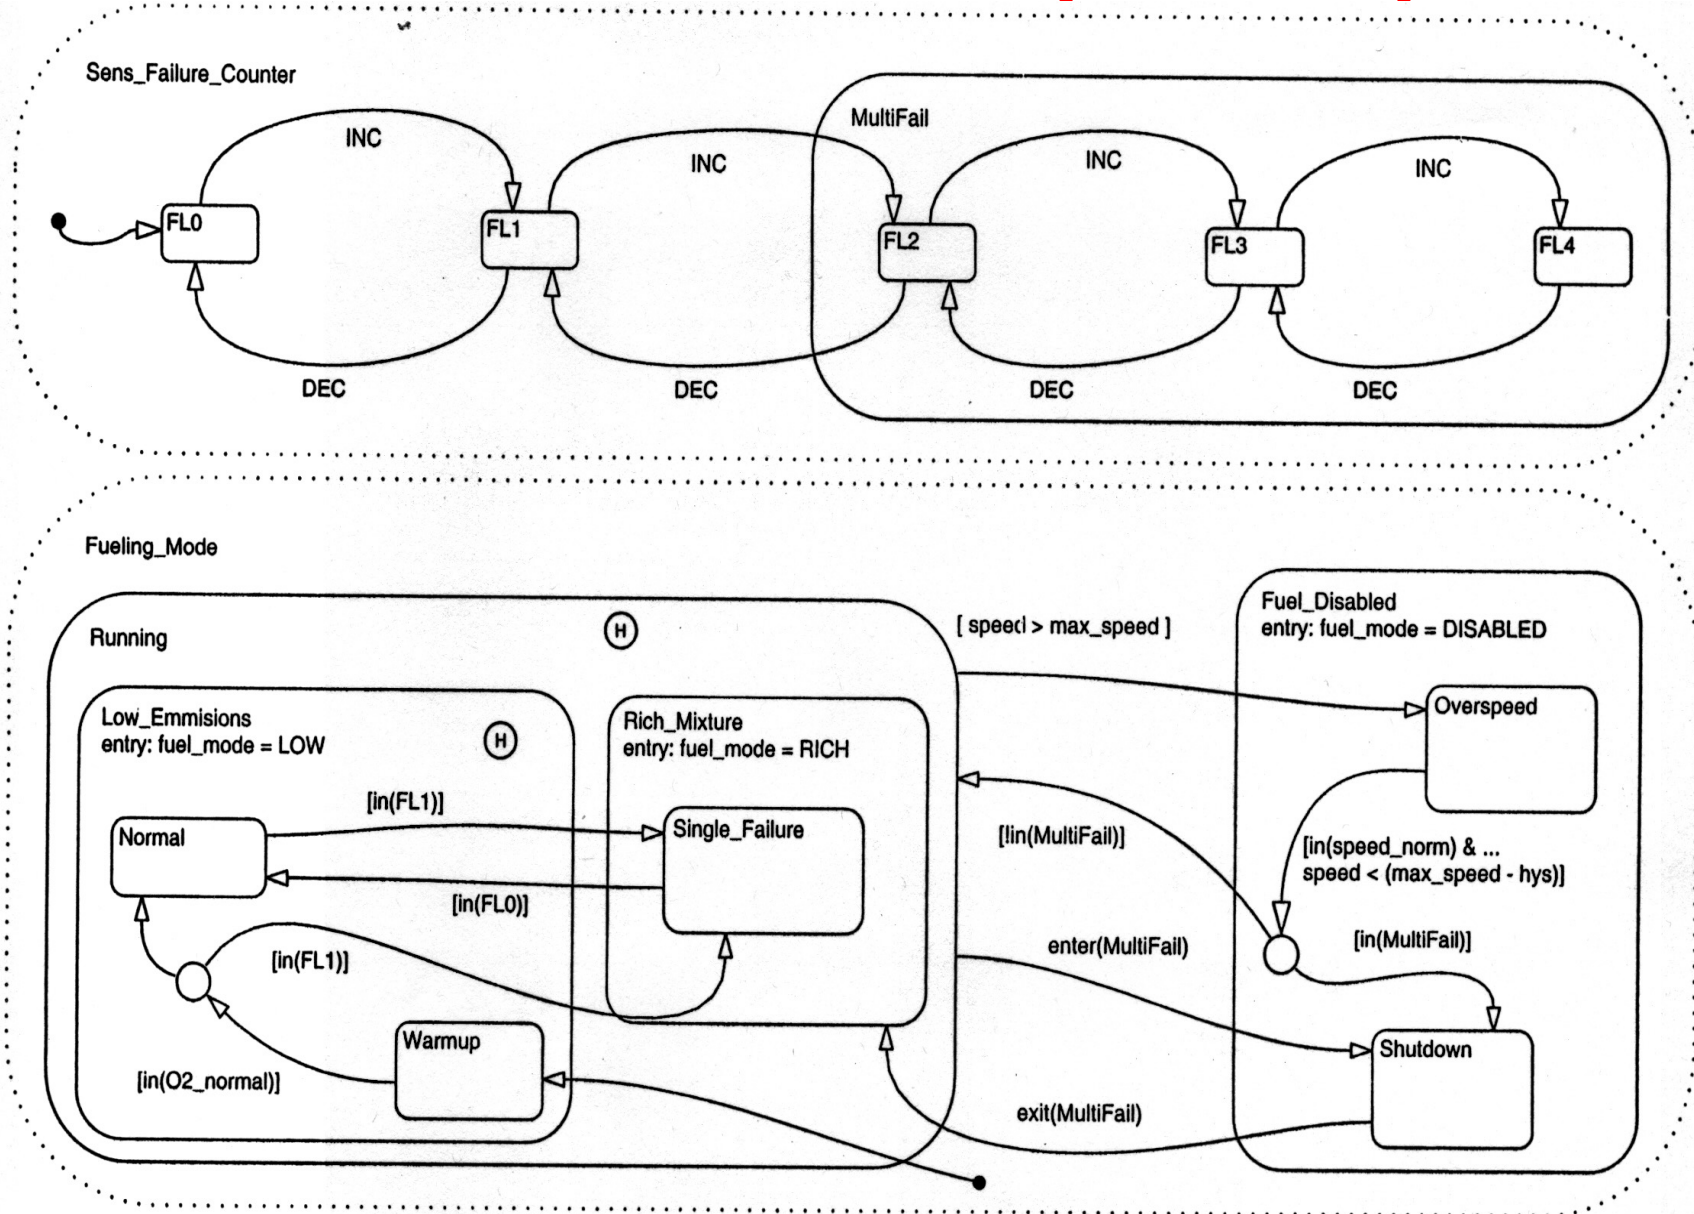 Sens_Failure_Counter
MultiFail
INC
INC
INC
INC
FL0
FL1
FL2
FL3
FL4
DEC
DEC
DEC
DEC
Fueling_Mode
Running
H
[ speed > max_speed ]
Fuel_Disabled
entry: fuel_mode = DISABLED
Low_Emmisions
entry: fuel_mode = LOW
H
Rich_Mixture
entry: fuel_mode = RICH
Overspeed
[in(FL1)]
Normal
Single_Failure
[!in(MultiFail)]
[in(speed_norm) & ...
speed < (max_speed - hys)]
[in(FL0)]
[in(FL1)]
enter(MultiFail)
[in(MultiFail)]
Warmup
Shutdown
[in(O2_normal)]
exit(MultiFail)